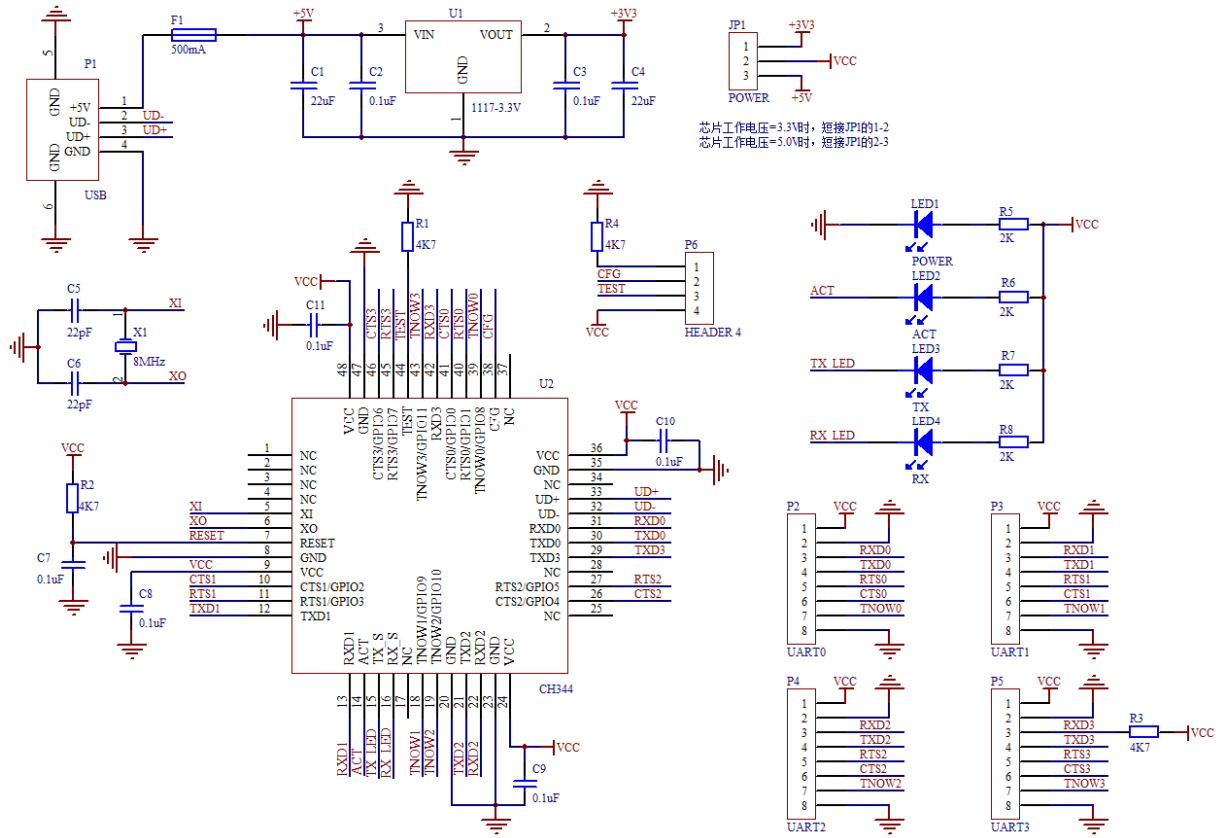 F1
500mA
+5V
U1
3
VIN
VOUT
2
GND
1
1117-3.3V
+3V3
C1
22uF
C2
0.1uF
C3
0.1uF
C4
22uF
JP1
1
2
3
+3V3
VCC
+5V
POWER
芯片工作电压=3.3V时，短接JP1的1-2
芯片工作电压=5.0V时，短接JP1的2-3
5
P1
GND
+5V
UD-
UD+
GND
GND
1
2
3
4
UD-
UD+
6
USB
R1
4K7
R4
4K7
P6
CFG
TEST
VCC
1
2
3
4
HEADER 4
LED1
R5
2K
VCC
POWER
LED2
ACT
R6
2K
ACT
LED3
TX_LED
R7
2K
TX
LED4
RX_LED
R8
2K
RX
C5
22pF
XI
1
X1
8MHz
2
C6
22pF
XO
VCC
C11
0.1uF
CTS3
RTS3
TEST
TNOW3
RXD3
CTS0
RTS0
TNOW0
CFG
48
47
46
45
44
43
42
41
40
39
38
37
U2
VCC
GND
CTS3/GPIO6
RTS3/GPIO7
TEST
TNOW3/GPIO11
RXD3
CTS0/GPIO0
RTS0/GPIO1
TNOW0/GPIO8
CFG
NC
VCC
C10
0.1uF
VCC
R2
4K7
C7
0.1uF
C8
0.1uF
1 NC
2 NC
3 NC
4 NC
XI 5 XI
XO 6 XO
RESET 7 RESET
8 GND
VCC 9 VCC
CTS1 10 CTS1/GPIO2
RTS1 11 RTS1/GPIO3
TXD1 12 TXD1
VCC 36
GND 35
NC 34
UD+ 33 UD+
UD- 32 UD-
RXD0 31 RXD0
TXD0 30 TXD0
TXD3 29 TXD3
NC 28
RTS2/GPIO5 27 RTS2
CTS2/GPIO4 26 CTS2
NC 25
RXD1
ACT
TX_S
RX_S
NC
TNOW1/GPIO9
TNOW2/GPIO10
GND
TXD2
RXD2
GND
VCC
CH344
13
14
15
16
17
18
19
20
21
22
23
24
RXD1
ACT
TX_LED
RX_LED
TNOW1
TNOW2
TXD2
RXD2
VCC
C9
0.1uF
P2
VCC
1
2
3 RXD0
4 TXD0
5 RTS0
6 CTS0
7 TNOW0
8
UART0
P3
VCC
1
2
3 RXD1
4 TXD1
5 RTS1
6 CTS1
7 TNOW1
8
UART1
P4
VCC
1
2
3 RXD2
4 TXD2
5 RTS2
6 CTS2
7 TNOW2
8
UART2
P5
VCC
1
2
3 RXD3
4 TXD3
5 RTS3
6 CTS3
7 TNOW3
8
UART3
R3
4K7
VCC